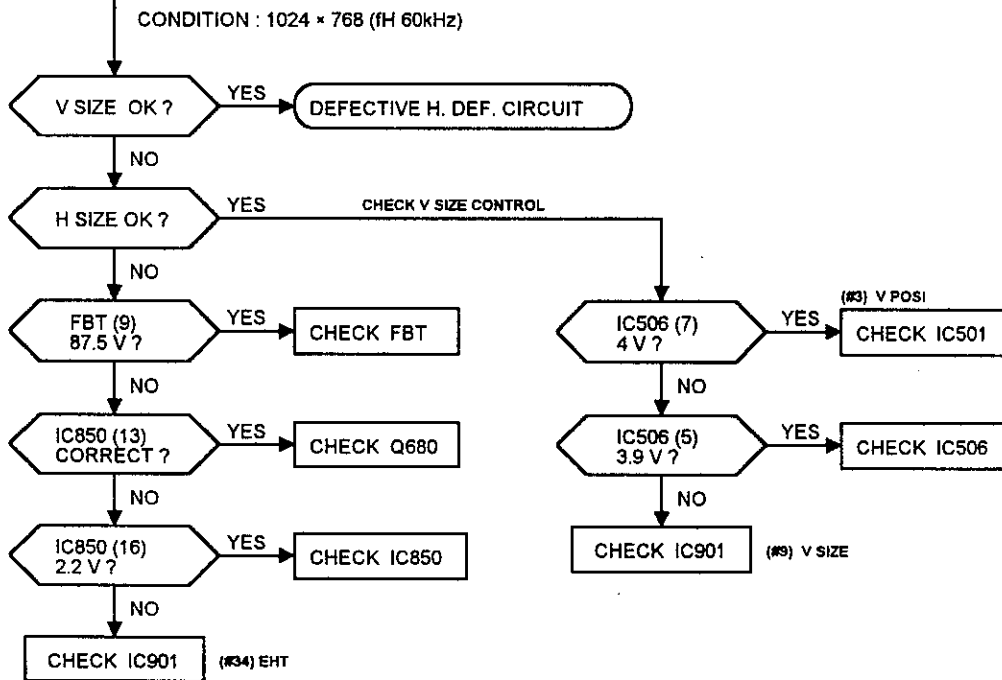 CONDITION : 1024 × 768 (fH 60kHz)
V SIZE OK ?
YES
DEFECTIVE H. DEF. CIRCUIT
NO
H SIZE OK ?
YES
CHECK V SIZE CONTROL
NO
FBT (9)
87.5 V ?
YES
CHECK FBT
NO
IC850 (13)
CORRECT ?
YES
CHECK Q680
NO
IC850 (16)
2.2 V ?
YES
CHECK IC850
NO
CHECK IC901
(#34) EHT
IC506 (7)
4 V ?
YES
(#3) V POSI
CHECK IC501
NO
IC506 (5)
3.9 V ?
YES
CHECK IC506
NO
CHECK IC901
(#9) V SIZE